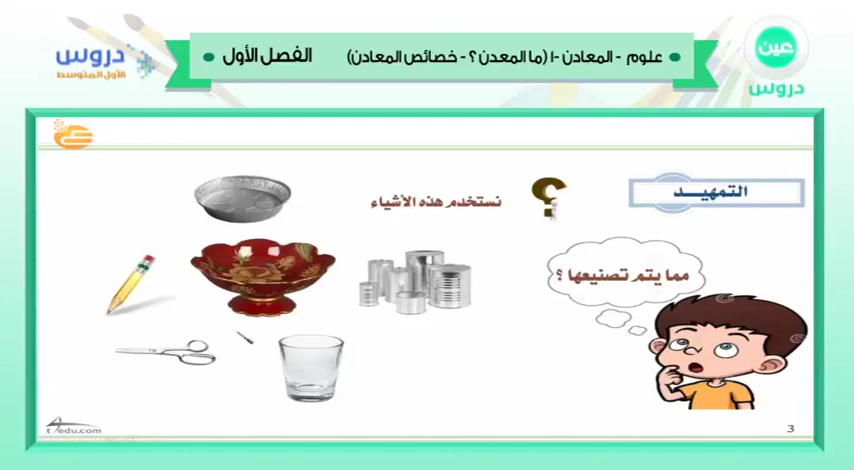 عين
دروس
علوم - المعادن -١ (ما المعدن ؟ - خصائص المعادن)
الفصل الأول
دروس
الأول المتوسط
التمهيـــد
؟
نستخدم هذه الأشياء
مما يتم تصنيعها ؟
t4edu.com
3